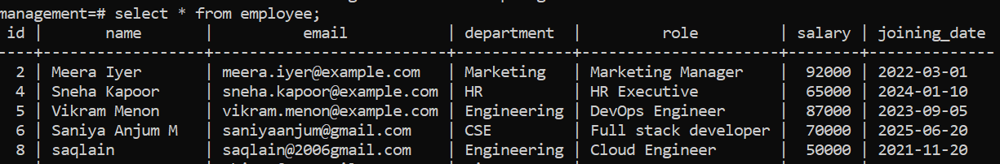 management=# select * from employee;
 id |       name       |           email           | department  |         role         | salary | joining_date
----+------------------+---------------------------+-------------+----------------------+--------+--------------
  2 | Meera Iyer       | meera.iyer@example.com    | Marketing   | Marketing Manager    |  92000 | 2022-03-01
  4 | Sneha Kapoor     | sneha.kapoor@example.com  | HR          | HR Executive         |  65000 | 2024-01-10
  5 | Vikram Menon     | vikram.menon@example.com  | Engineering | DevOps Engineer      |  87000 | 2023-09-05
  6 | Saniya Anjum M   | saniyaanjum@gmail.com     | CSE         | Full stack developer |  70000 | 2025-06-20
  8 | saqlain          | saqlain@2006gmail.com     | Engineering | Cloud Engineer       |  50000 | 2021-11-20